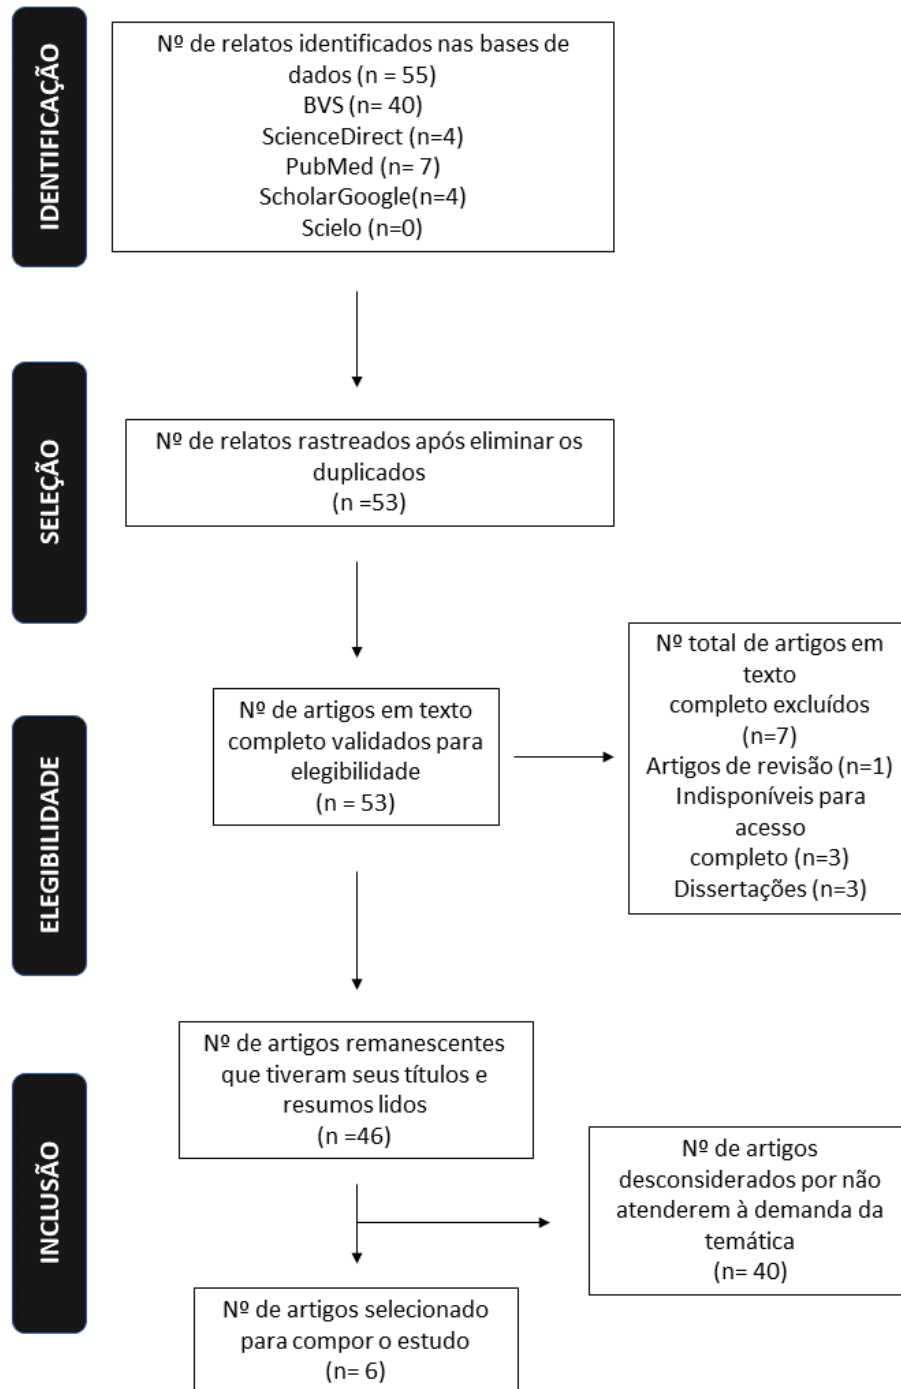 IDENTIFICAÇÃO
Nº de relatos identificados nas bases de
dados (n = 55)
BVS (n= 40)
ScienceDirect (n=4)
PubMed (n= 7)
ScholarGoogle(n=4)
Scielo (n=0)
SELEÇÃO
Nº de relatos rastreados após eliminar os
duplicados
(n =53)
ELEGIBILIDADE
Nº de artigos em texto
completo validados para
elegibilidade
(n = 53)
Nº total de artigos em
texto
completo excluídos
(n=7)
Artigos de revisão (n=1)
Indisponíveis para
acesso
completo (n=3)
Dissertações (n=3)
INCLUSÃO
Nº de artigos remanescentes
que tiveram seus títulos e
resumos lidos
(n =46)
Nº de artigos
desconsiderados por não
atenderem à demanda da
temática
(n= 40)
Nº de artigos selecionado
para compor o estudo
(n= 6)